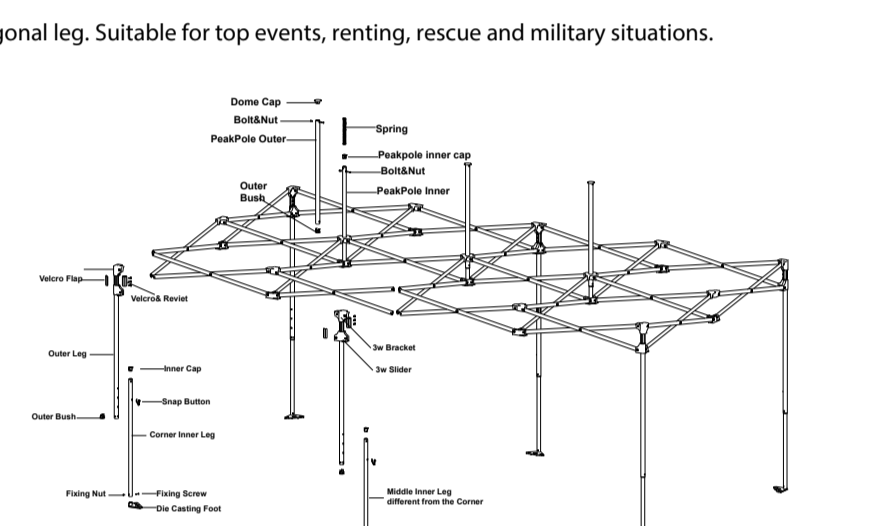 gonal leg. Suitable for top events, renting, rescue and military situations.
Dome Cap
Bolt&Nut
PeakPole Outer
Spring
Peakpole inner cap
Bolt&Nut
PeakPole Inner
Outer
Bush
Velcro Flap
Velcro& Reviet
Outer Leg
Inner Cap
3w Bracket
3w Slider
Snap Button
Outer Bush
Corner Inner Leg
Fixing Nut
Fixing Screw
Die Casting Foot
Middle Inner Leg
different from the Corner